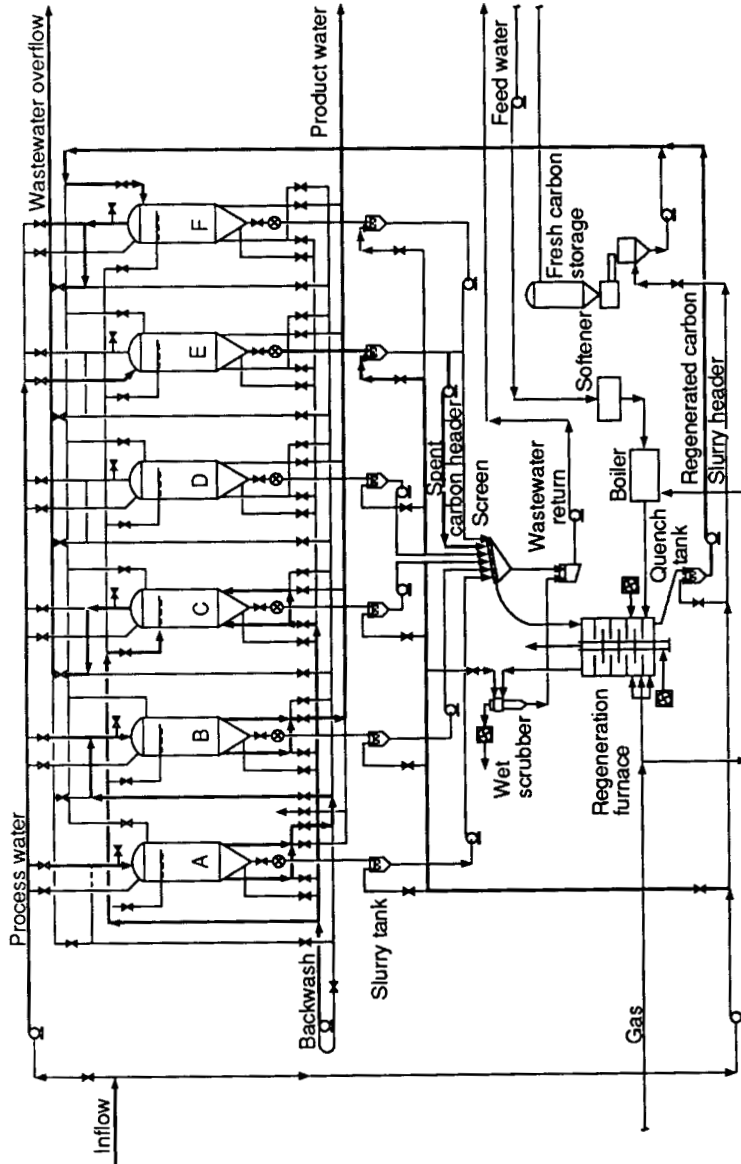 Wastewater overflow
Process water
Product water
Feed water
A
B
C
D
E
F
Backwash
Inflow
Slurry tank
Spent
carbon header
Screen
Wastewater
return
Fresh carbon
storage
Softener
Boiler
Quench
tank
Regenerated carbon
Slurry header
Wet
scrubber
Regeneration
furnace
Gas